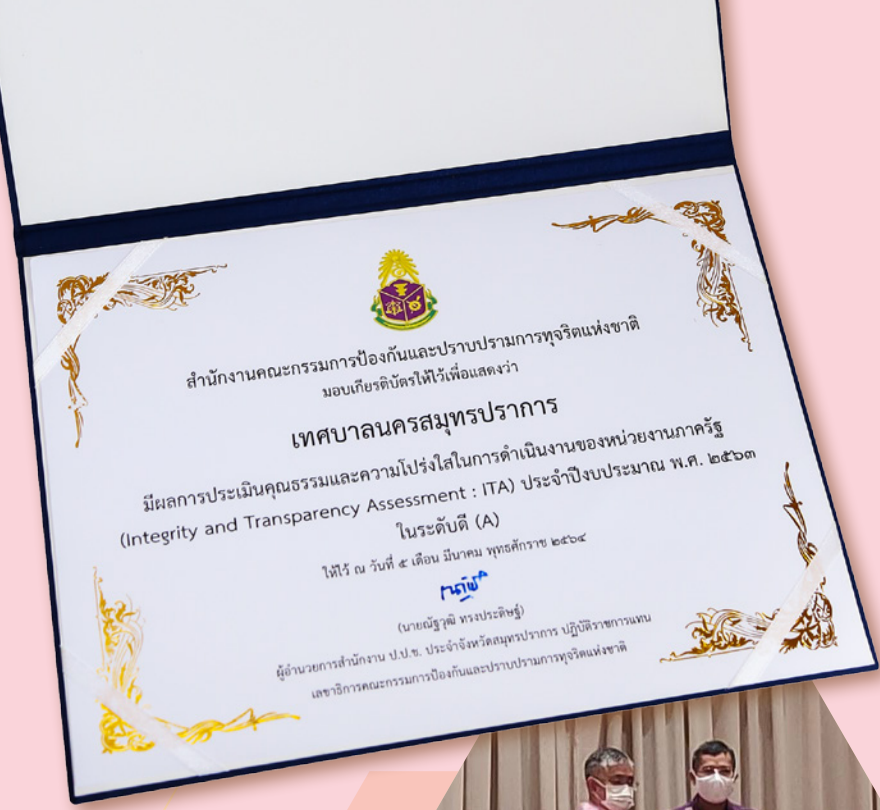 สำนักงานคณะกรรมการป้องกันและปราบปรามการทุจริตแห่งชาติ
มอบเกียรติบัตรให้ไว้เพื่อแสดงว่า
เทศบาลนครสมุทรปราการ
มีผลการประเมินคุณธรรมและความโปร่งใสในการดำเนินงานของหน่วยงานภาครัฐ
(Integrity and Transparency Assessment : ITA) ประจำปีงบประมาณ พ.ศ. ๒๕๖๓
ในระดับดี (A)
ให้ไว้ ณ วันที่ ๕ เดือน มีนาคม พุทธศักราช ๒๕๖๔
(นายณัฐวุฒิ ทรงประดิษฐ์)
ผู้อำนวยการสำนักงาน ป.ป.ช. ประจำจังหวัดสมุทรปราการ ปฏิบัติราชการแทน
เลขาธิการคณะกรรมการป้องกันและปราบปรามการทุจริตแห่งชาติ